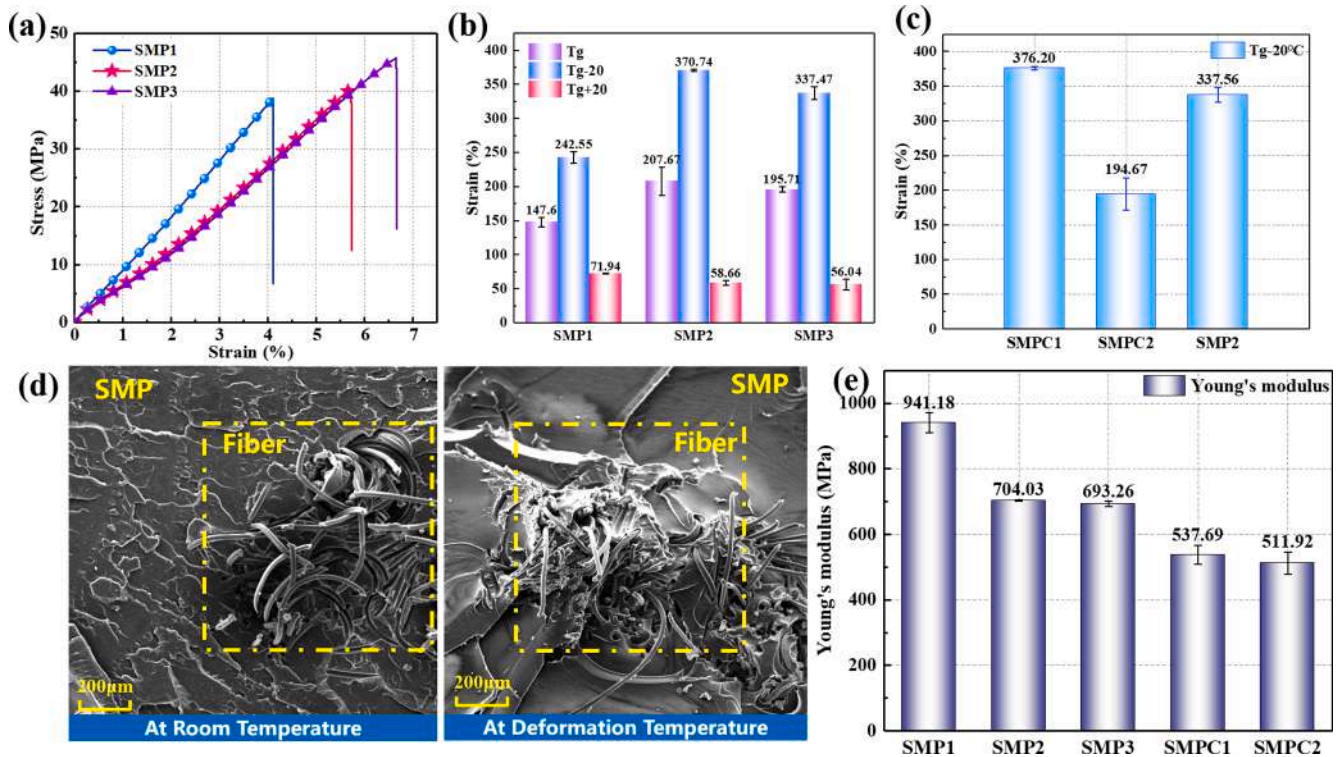 (a)
50
40
30
20
10
0
Stress (MPa)
SMP1
SMP2
SMP3
0 1 2 3 4 5 6 7
Strain (%)
(b)
400
350
300
250
200
150
100
50
0
Strain (%)
Tg
Tg-20
Tg+20
147.6
242.55
71.94
207.67
370.74
58.66
195.71
337.47
56.04
SMP1 SMP2 SMP3
(c)
400
350
300
250
200
150
100
50
0
Strain (%)
Tg-20°C
376.20
194.67
337.56
SMPC1 SMPC2 SMP2
(d)
SMP
Fiber
200μm
At Room Temperature
SMP
Fiber
200μm
At Deformation Temperature
(e)
1000
800
600
400
200
0
Young's modulus (MPa)
Young's modulus
941.18
704.03
693.26
537.69
511.92
SMP1 SMP2 SMP3 SMPC1 SMPC2